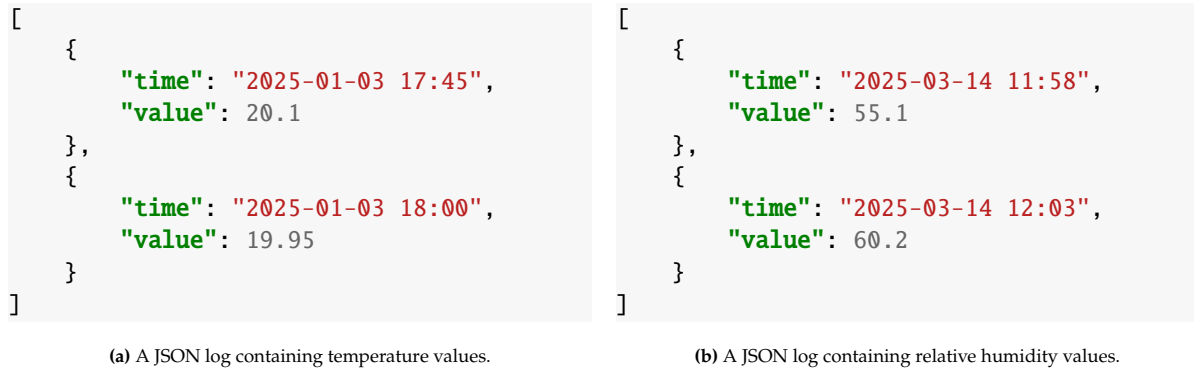 [
    {
        "time": "2025-01-03 17:45",
        "value": 20.1
    },
    {
        "time": "2025-01-03 18:00",
        "value": 19.95
    }
]
(a) A JSON log containing temperature values.
[
    {
        "time": "2025-03-14 11:58",
        "value": 55.1
    },
    {
        "time": "2025-03-14 12:03",
        "value": 60.2
    }
]
(b) A JSON log containing relative humidity values.